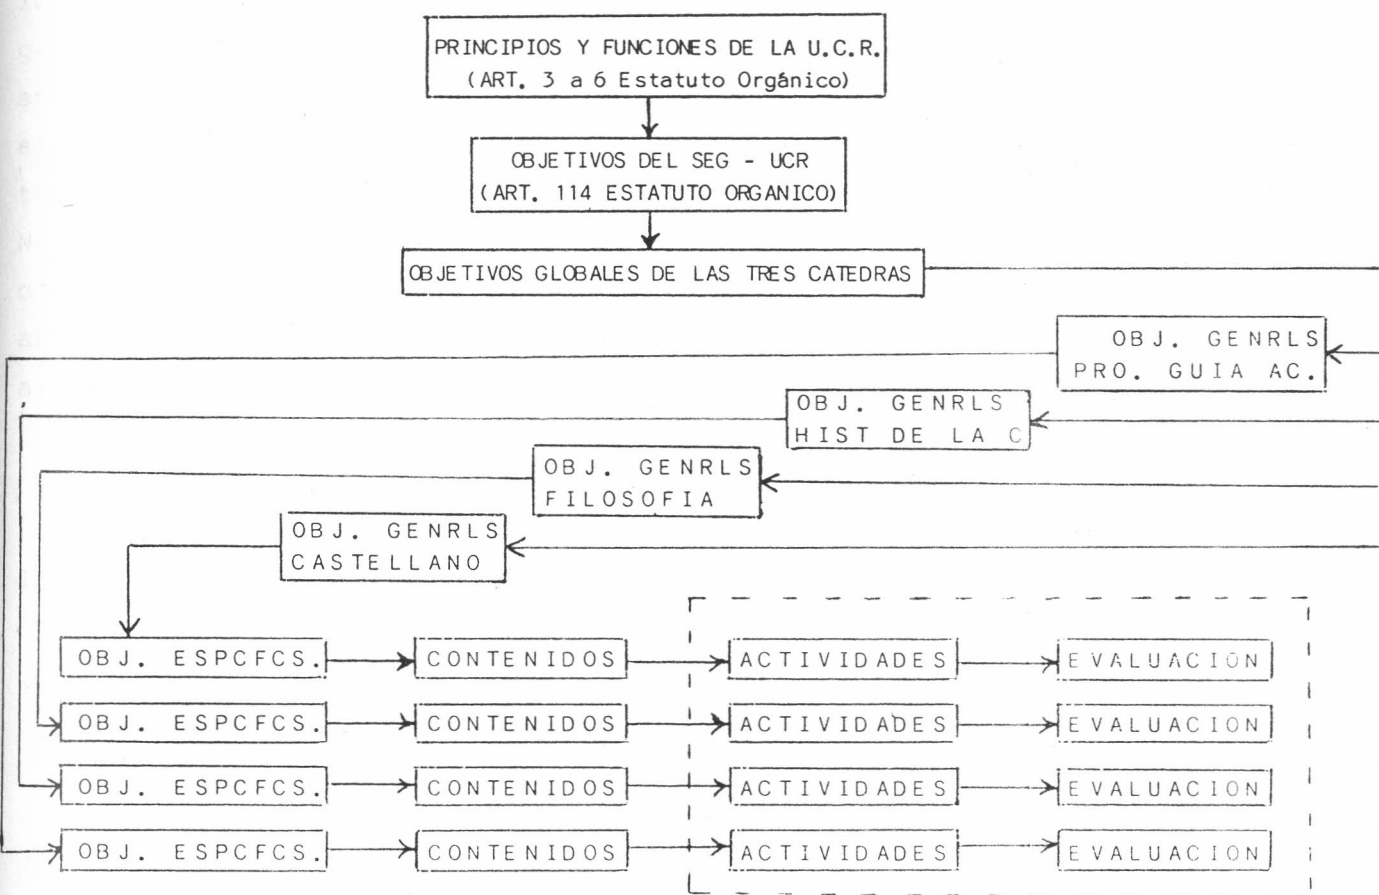 PRINCIPIOS Y FUNCIONES DE LA U.C.R.
(ART. 3 a 6 Estatuto Orgánico)
OBJETIVOS DEL SEG - UCR
(ART. 114 ESTATUTO ORGANICO)
OBJETIVOS GLOBALES DE LAS TRES CATEDRAS
OBJ. GENRLS
PRO. GUIA AC.
OBJ. GENRLS
HIST DE LA C
OBJ. GENRLS
FILOSOFIA
OBJ. GENRLS
CASTELLANO
OBJ. ESPCFCS. CONTENIDOS ACTIVIDADES EVALUACION
OBJ. ESPCFCS. CONTENIDOS ACTIVIDADES EVALUACION
OBJ. ESPCFCS. CONTENIDOS ACTIVIDADES EVALUACION
OBJ. ESPCFCS. CONTENIDOS ACTIVIDADES EVALUACION